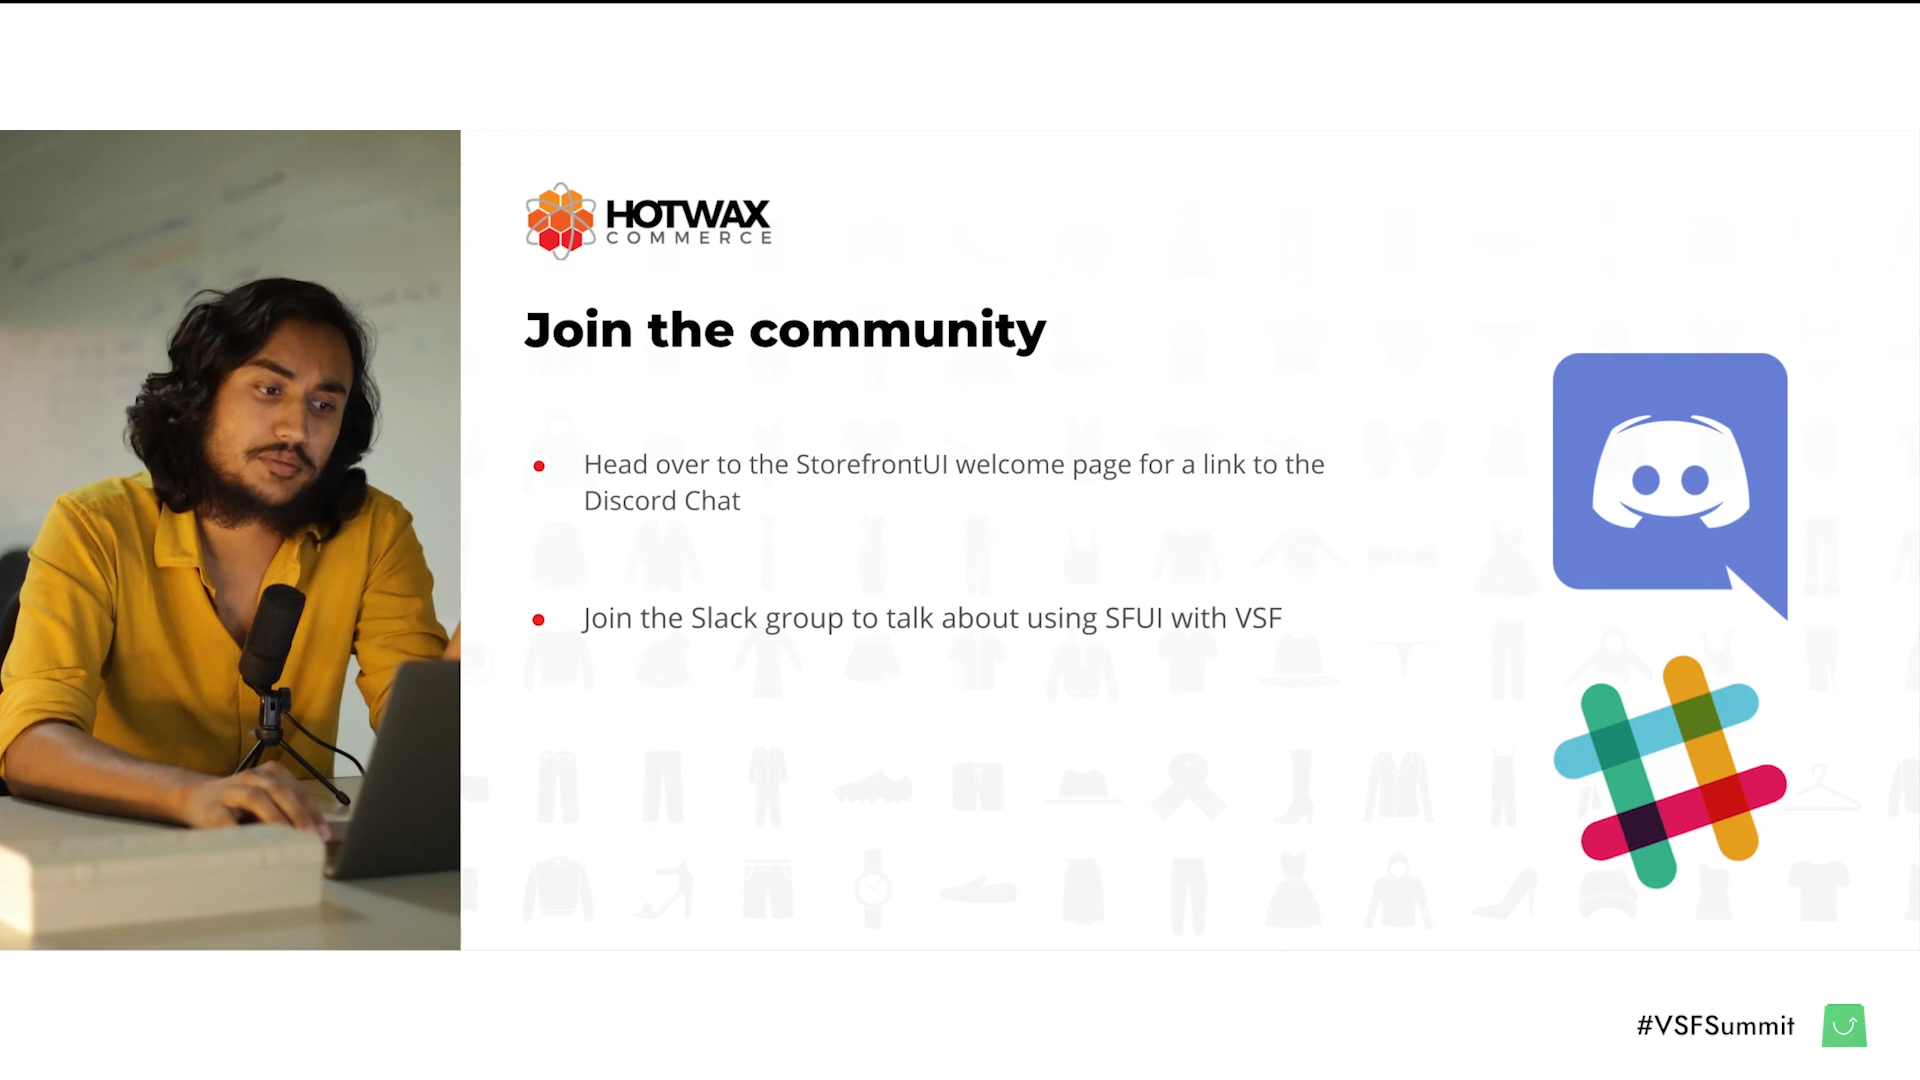 HOTWAX
COMMERCE
Join the community
Head over to the StorefrontUI welcome page for a link to the
Discord Chat
Join the Slack group to talk about using SFUI with VSF
#VSFSummit